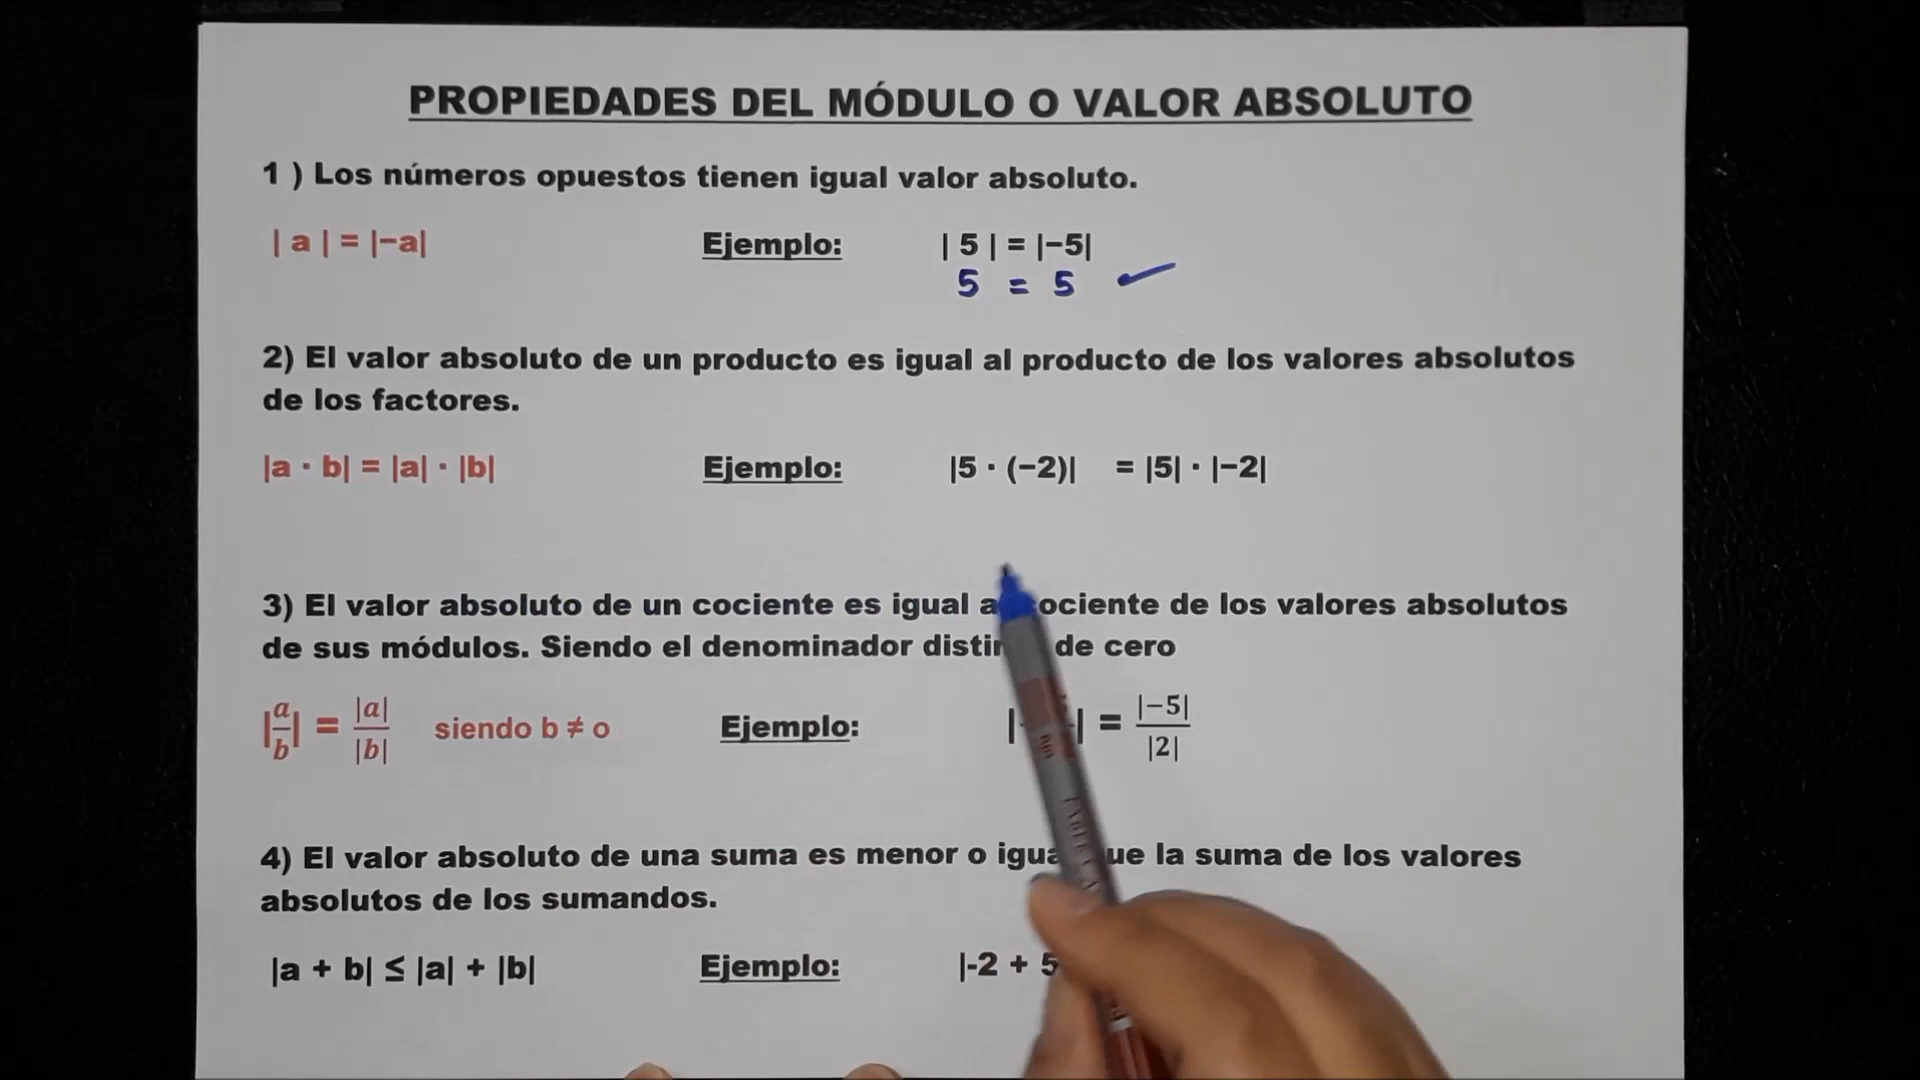 PROPIEDADES DEL MÓDULO O VALOR ABSOLUTO
1 ) Los números opuestos tienen igual valor absoluto.
| a | = |−a| Ejemplo: | 5 | = |−5|
5 = 5 ✓
2) El valor absoluto de un producto es igual al producto de los valores absolutos
de los factores.
|a · b| = |a| · |b| Ejemplo: |5 · (−2)| = |5| · |−2|
3) El valor absoluto de un cociente es igual cociente de los valores absolutos
de sus módulos. Siendo el denominador de cero
|a/b| = |a|/|b| siendo b ≠ o Ejemplo: | | = |−5|/|2|
4) El valor absoluto de una suma es menor o la suma de los valores
absolutos de los sumandos.
|a + b| ≤ |a| + |b| Ejemplo: |-2 + 5